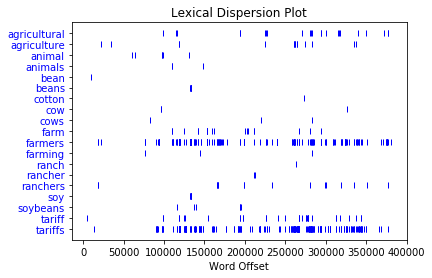 Lexical Dispersion Plot
agricultural
agriculture
animal
animals
bean
beans
cotton
cow
cows
farm
farmers
farming
ranch
rancher
ranchers
soy
soybeans
tariff
tariffs
0 50000 100000 150000 200000 250000 300000 350000 400000
Word Offset